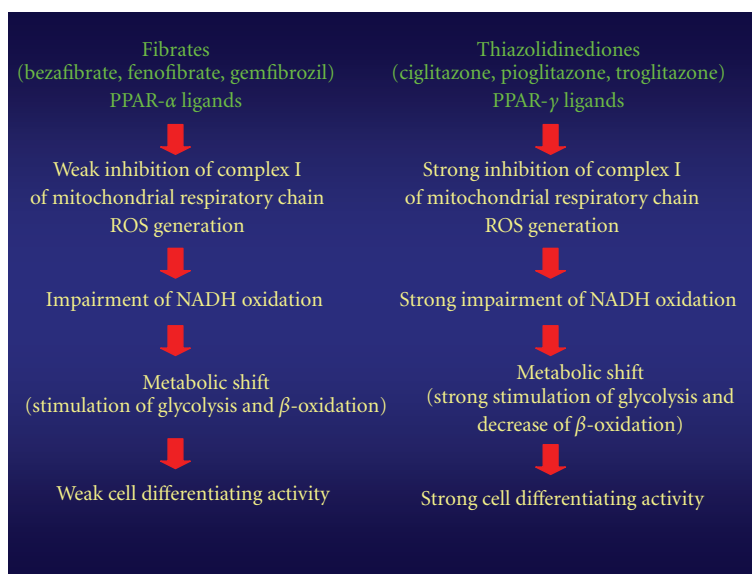 Fibrates
(bezafibrate, fenofibrate, gemfibrozil)
PPAR-α ligands
Weak inhibition of complex I
of mitochondrial respiratory chain
ROS generation
Impairment of NADH oxidation
Metabolic shift
(stimulation of glycolysis and β-oxidation)
Weak cell differentiating activity
Thiazolidinediones
(ciglitazone, pioglitazone, troglitazone)
PPAR-γ ligands
Strong inhibition of complex I
of mitochondrial respiratory chain
ROS generation
Strong impairment of NADH oxidation
Metabolic shift
(strong stimulation of glycolysis and
decrease of β-oxidation)
Strong cell differentiating activity